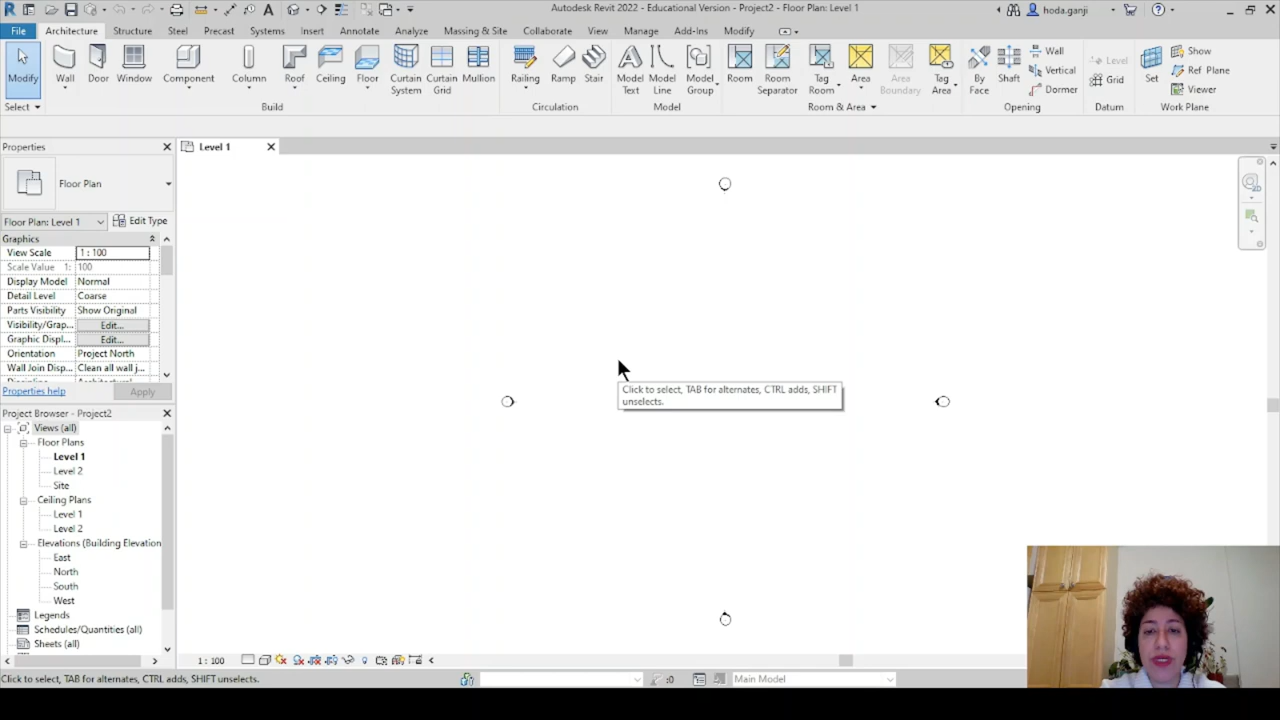 Autodesk Revit 2022 - Educational Version - Project2 - Floor Plan: Level 1
hoda.ganji
File Architecture Structure Steel Precast Systems Insert Annotate Analyze Massing & Site Collaborate View Manage Add-Ins Modify
Modify Wall Door Window Component Column Roof Ceiling Floor Curtain System Curtain Grid Mullion Railing Ramp Stair Model Text Model Line Model Group Room Room Separator Tag Room Area Area Boundary Tag Area By Face Shaft Wall Vertical Dormer Level Grid Set Show Ref Plane Viewer
Select Build Circulation Model Room & Area Opening Datum Work Plane
Properties
Level 1
Floor Plan
Floor Plan: Level 1 Edit Type
Graphics
View Scale 1 : 100
Scale Value 1: 100
Display Model Normal
Detail Level Coarse
Parts Visibility Show Original
Visibility/Grap... Edit...
Graphic Displ... Edit...
Orientation Project North
Wall Join Disp... Clean all wall j...
Properties help Apply
Click to select, TAB for alternates, CTRL adds, SHIFT
unselects.
Project Browser - Project2
Views (all)
Floor Plans
Level 1
Level 2
Site
Ceiling Plans
Level 1
Level 2
Elevations (Building Elevation
East
North
South
West
Legends
Schedules/Quantities (all)
Sheets (all)
1 : 100
Click to select, TAB for alternates, CTRL adds, SHIFT unselects.
:0
Main Model